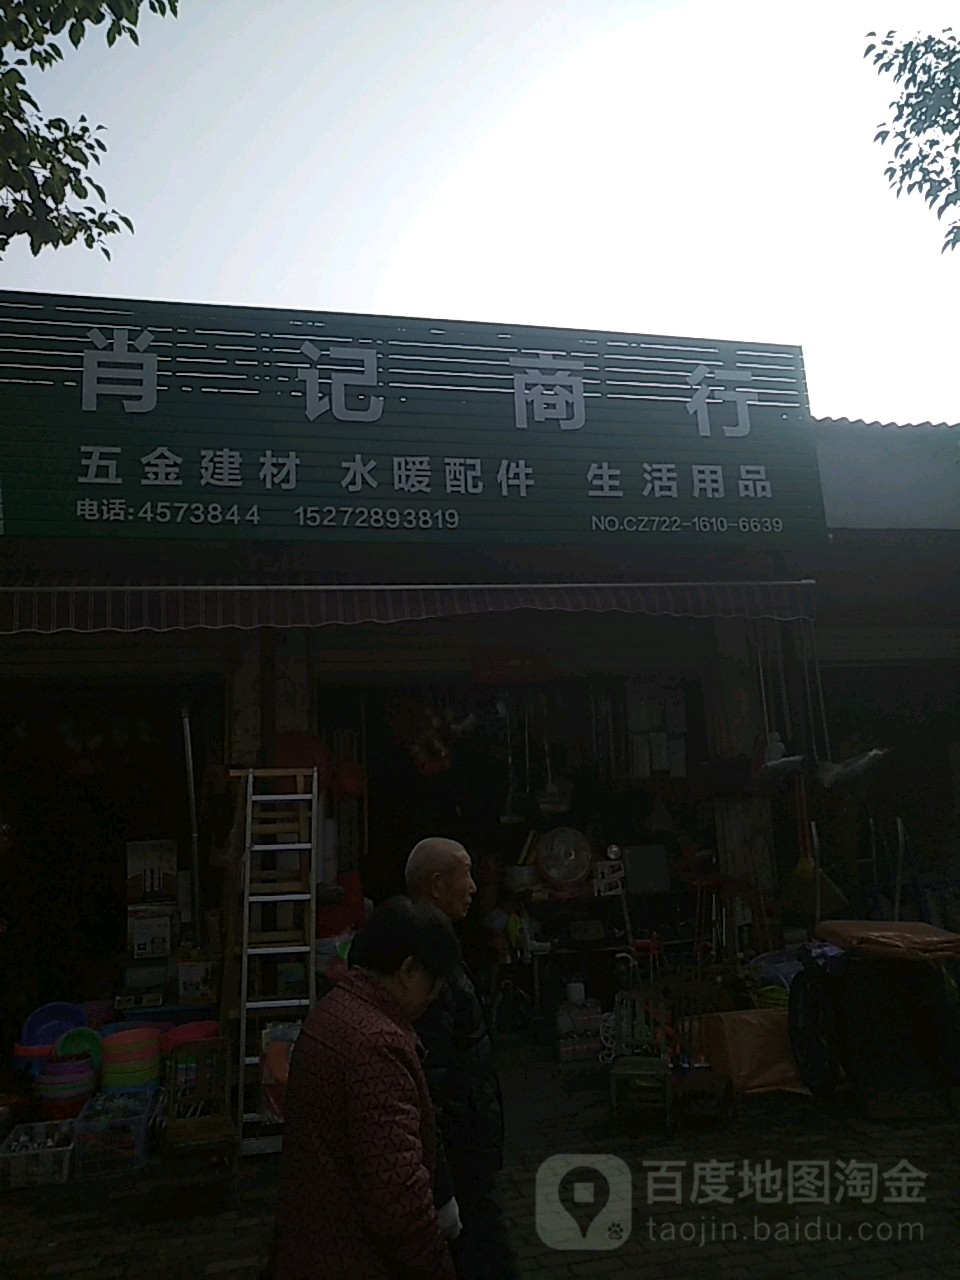 肖记商行
五金建材 水暖配件 生活用品
电话:4573844 15272893819 NO.CZ722-1610-6639
百度地图淘金
taojin.baidu.com